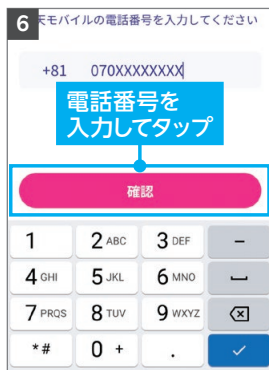 6 天モバイルの電話番号を入力してください
+81 070XXXXXXXX
電話番号を
入力してタップ
確認
1 2 ABC 3 DEF -
4 GHI 5 JKL 6 MNO
7 PRQS 8 TUV 9 WXYZ
*# 0 + .